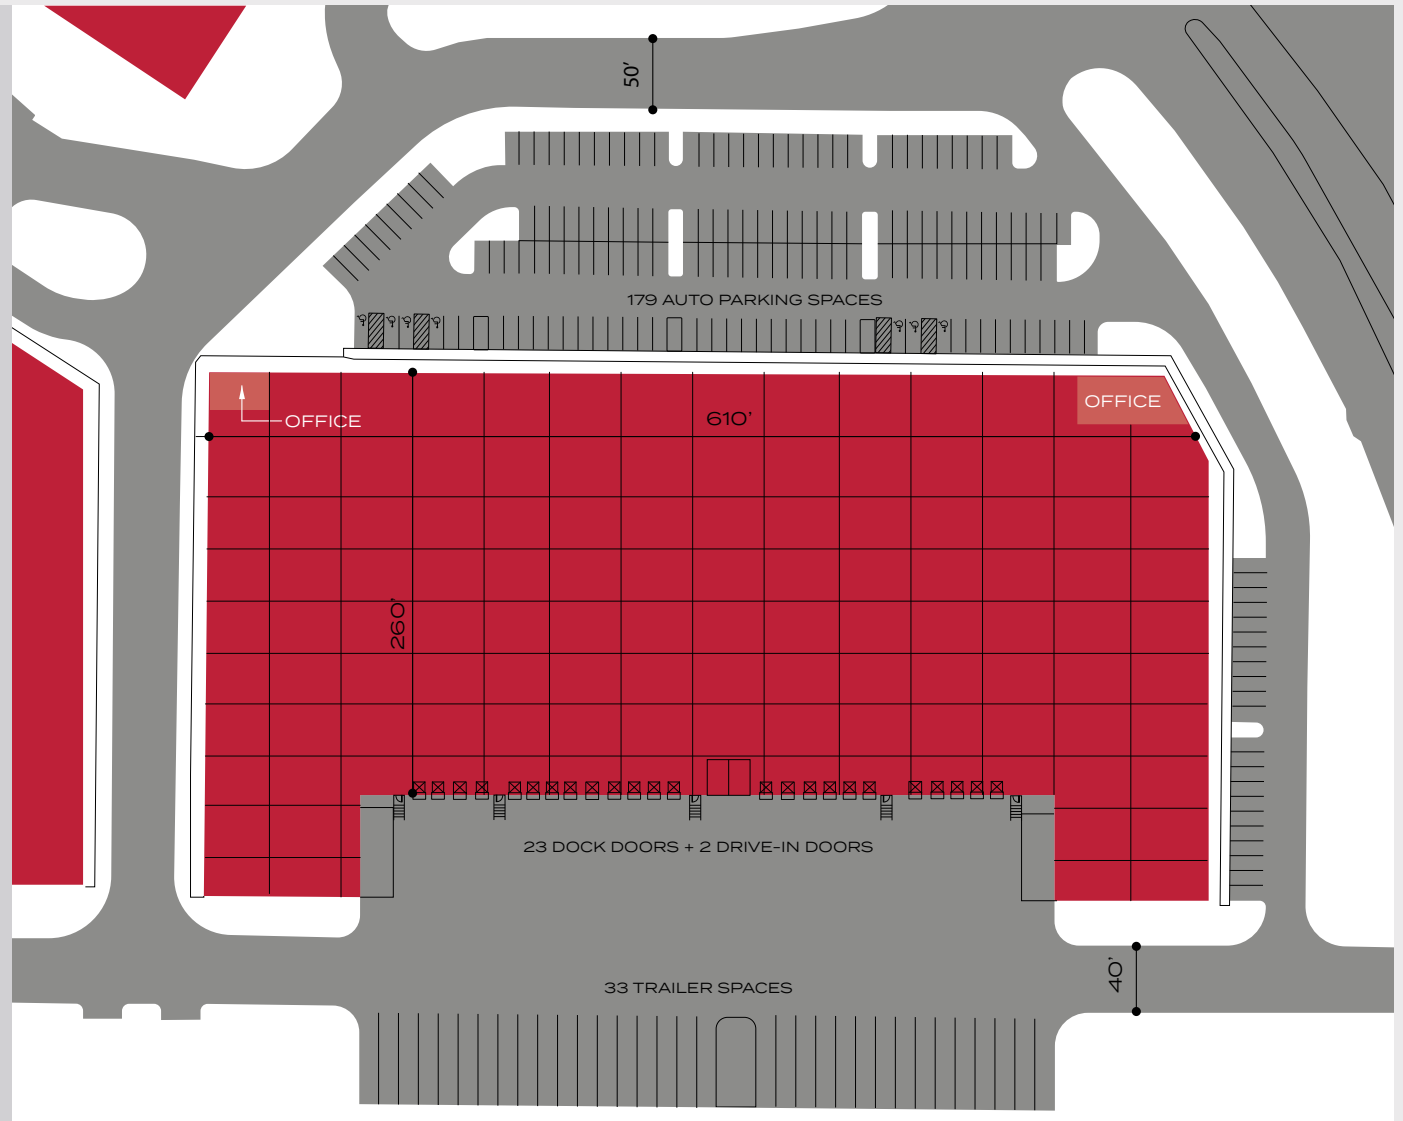 50'
179 AUTO PARKING SPACES
OFFICE
OFFICE
610'
260'
23 DOCK DOORS + 2 DRIVE-IN DOORS
33 TRAILER SPACES
40'